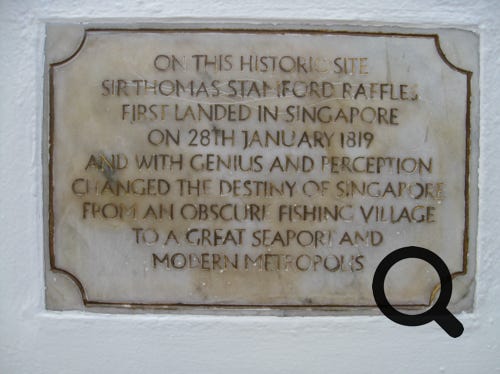 ON THIS HISTORIC SITE
SIR THOMAS STAMFORD RAFFLES
FIRST LANDED IN SINGAPORE
ON 28TH JANUARY 1819
AND WITH GENIUS AND PERCEPTION
CHANGED THE DESTINY OF SINGAPORE
FROM AN OBSCURE FISHING VILLAGE
TO A GREAT SEAPORT AND
MODERN METROPOLIS